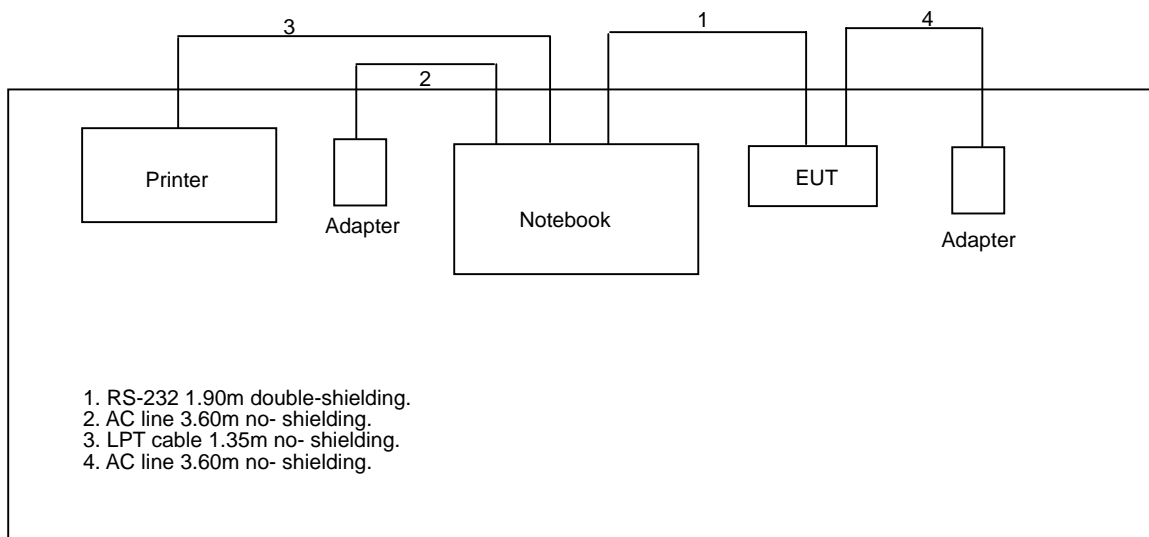 3
1
4
2
Printer
Adapter
Notebook
EUT
Adapter
1. RS-232 1.90m double-shielding.
2. AC line 3.60m no- shielding.
3. LPT cable 1.35m no- shielding.
4. AC line 3.60m no- shielding.